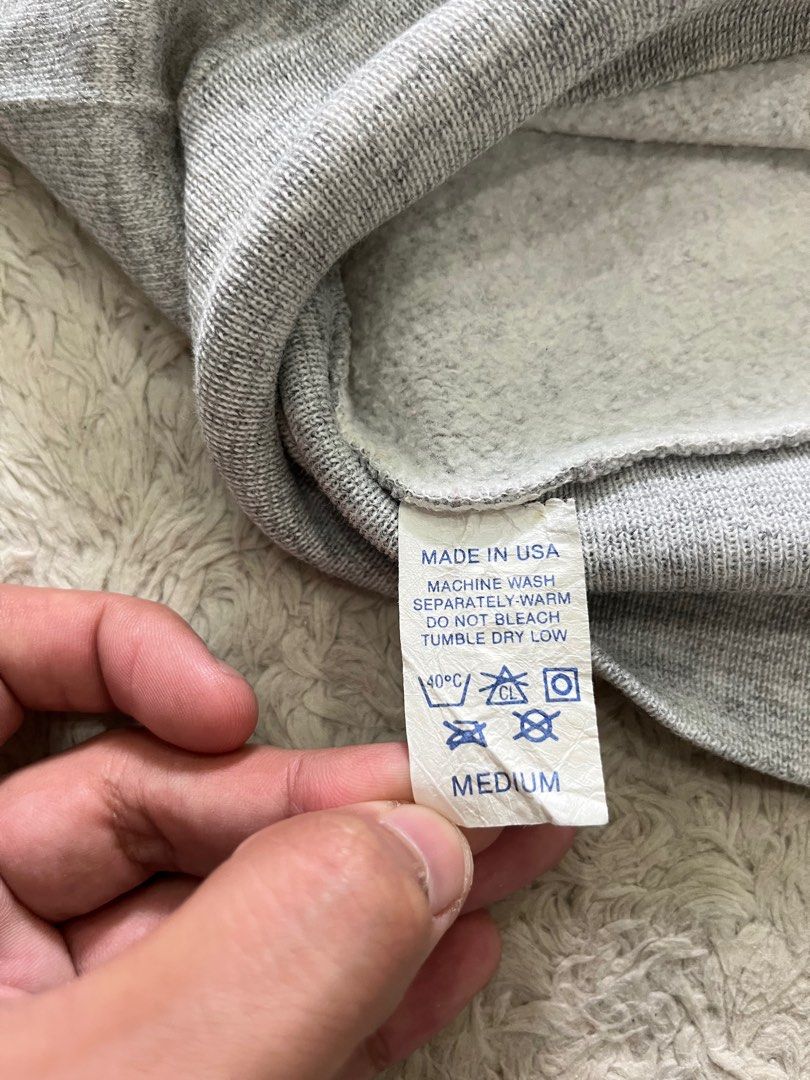 MADE IN USA
MACHINE WASH
SEPARATELY-WARM
DO NOT BLEACH
TUMBLE DRY LOW
40°C CL
MEDIUM